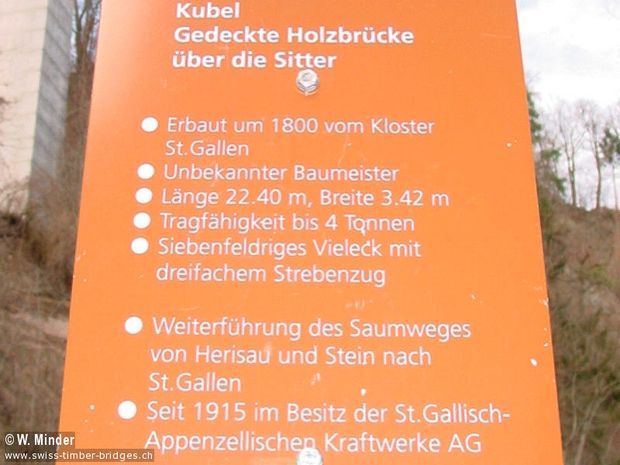 Kubel
Gedeckte Holzbrücke
über die Sitter
● Erbaut um 1800 vom Kloster
St.Gallen
● Unbekannter Baumeister
● Länge 22.40 m, Breite 3.42 m
● Tragfähigkeit bis 4 Tonnen
● Siebenfeldriges Vieleck mit
dreifachem Strebenzug
● Weiterführung des Saumweges
von Herisau und Stein nach
St.Gallen
● Seit 1915 im Besitz der St.Gallisch-
Appenzellischen Kraftwerke AG
© W. Minder
www.swiss-timber-bridges.ch